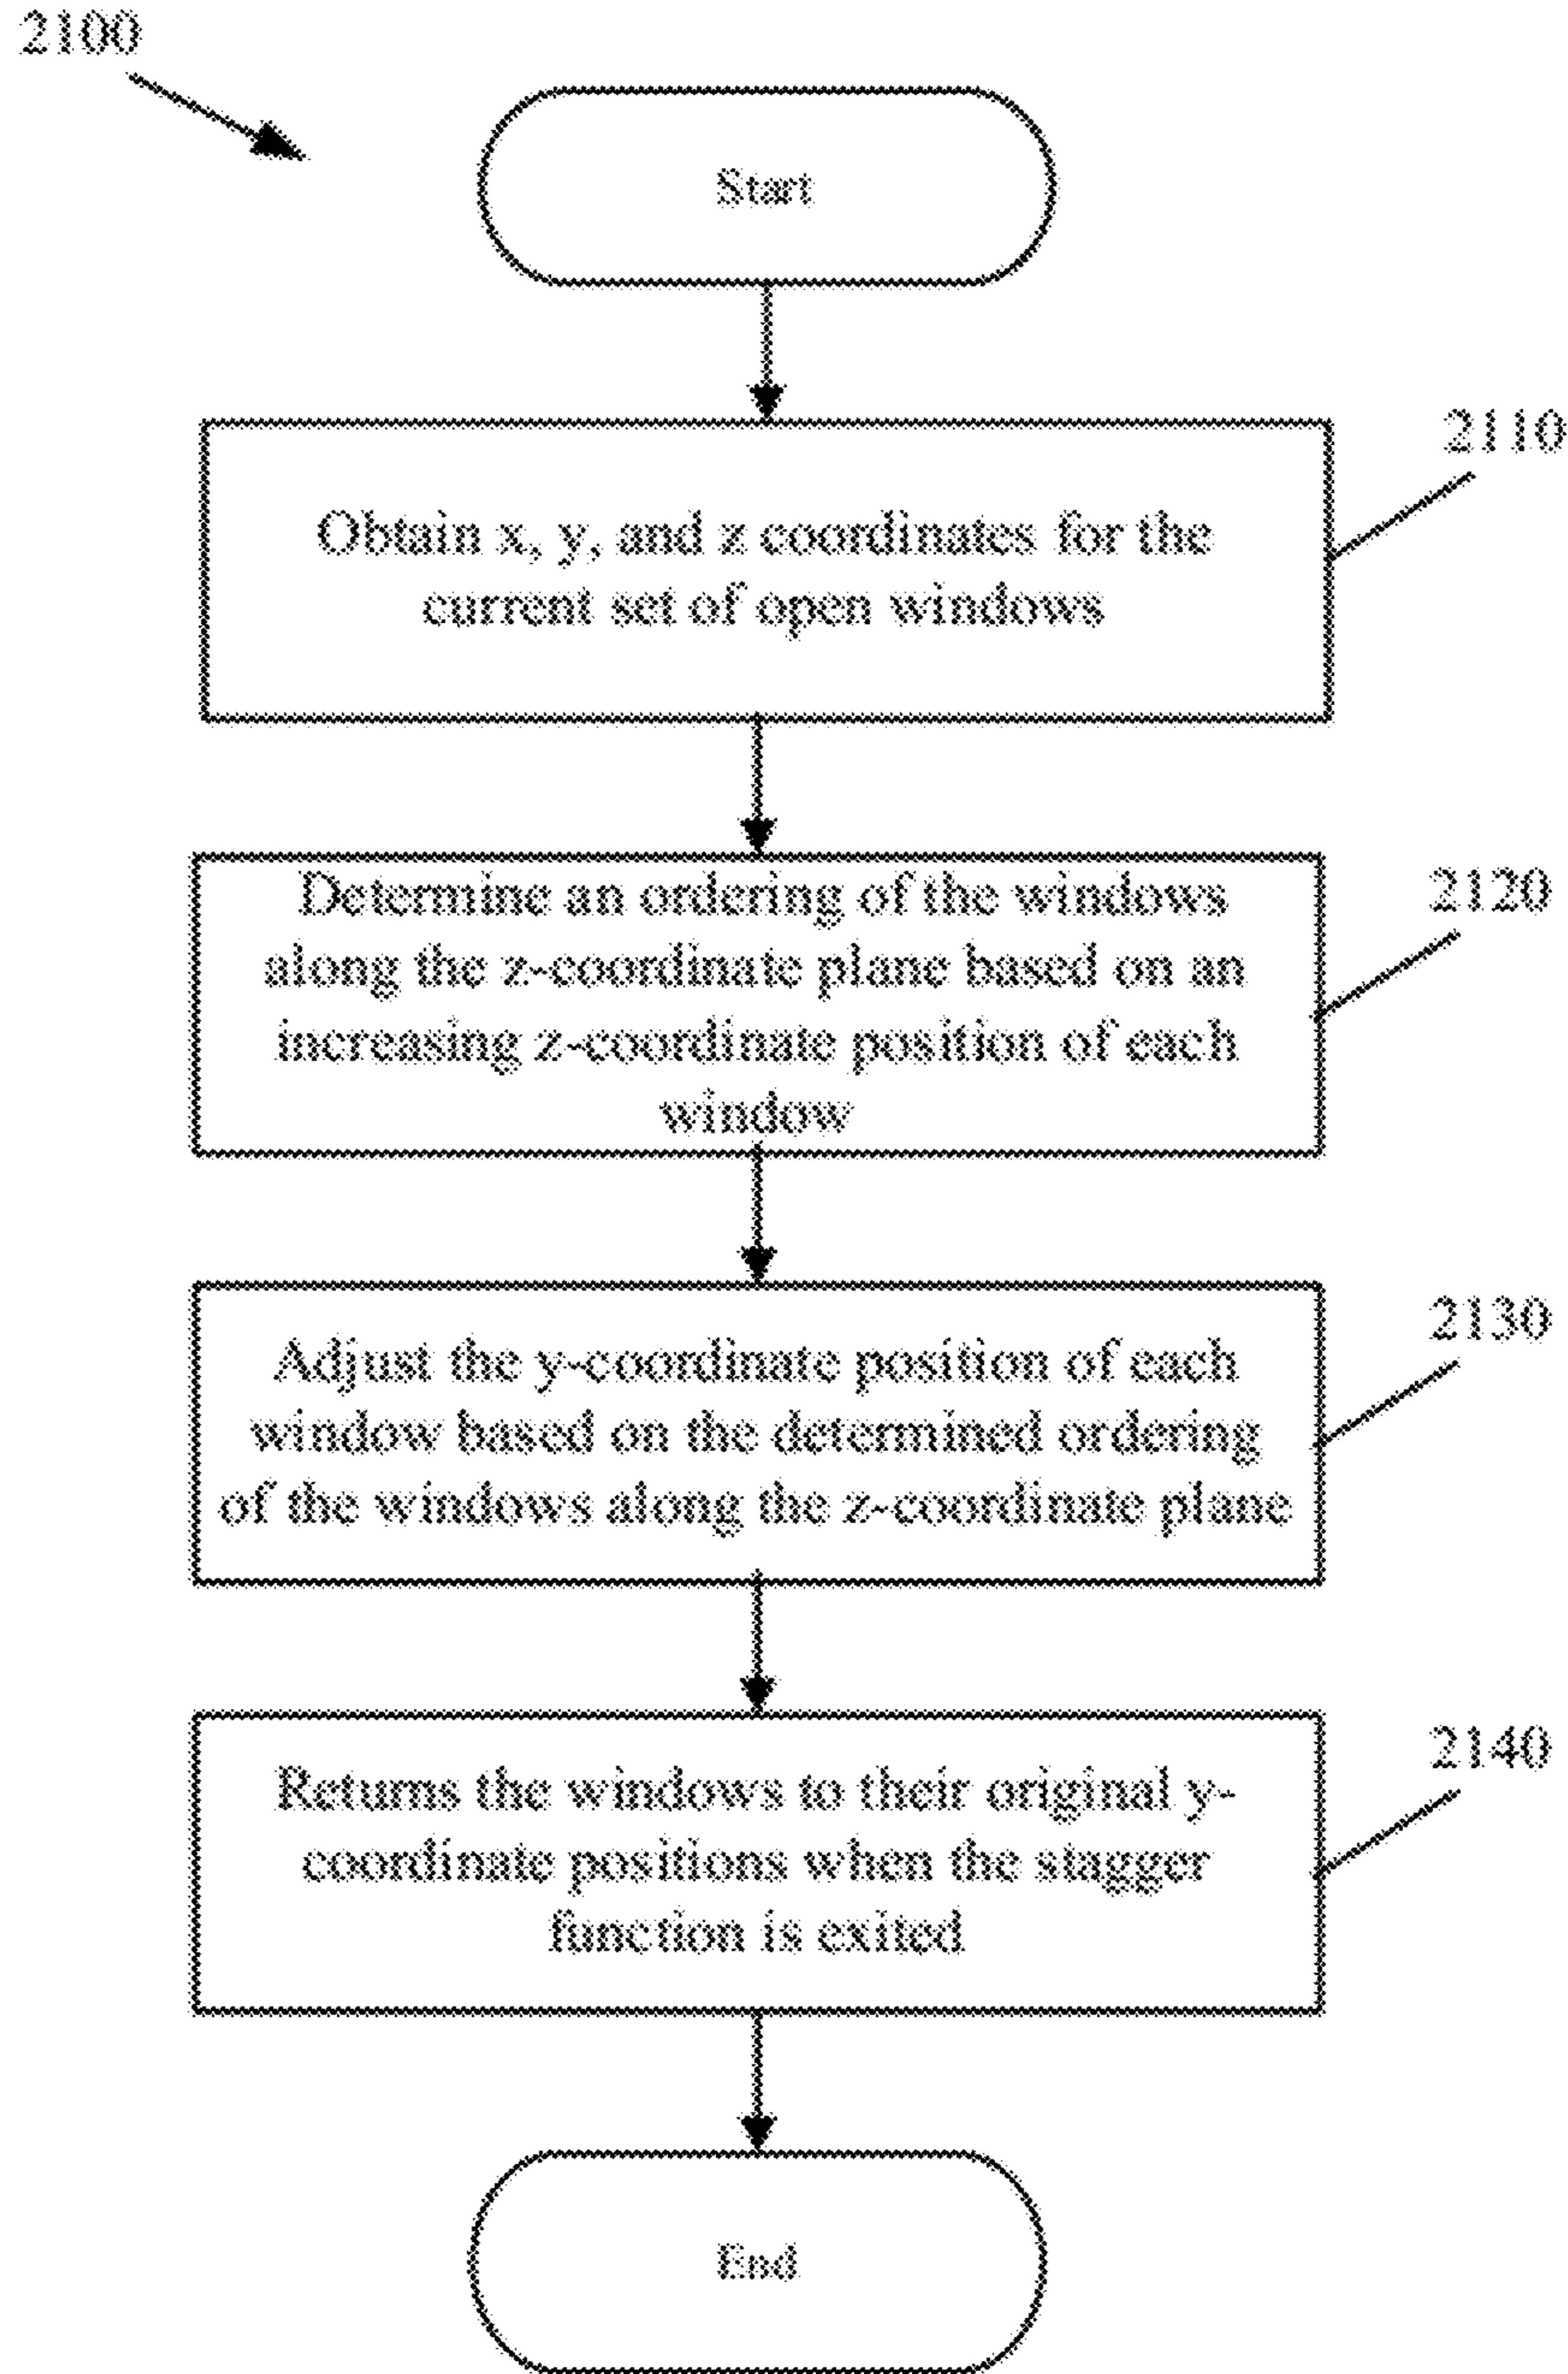 2100
Start
2110
Obtain x, y, and z coordinates for the
current set of open windows
2120
Determine an ordering of the windows
along the z-coordinate plane based on an
increasing z-coordinate position of each
window
2130
Adjust the y-coordinate position of each
window based on the determined ordering
of the windows along the z-coordinate plane
2140
Returns the windows to their original y-
coordinate positions when the stagger
function is exited
End